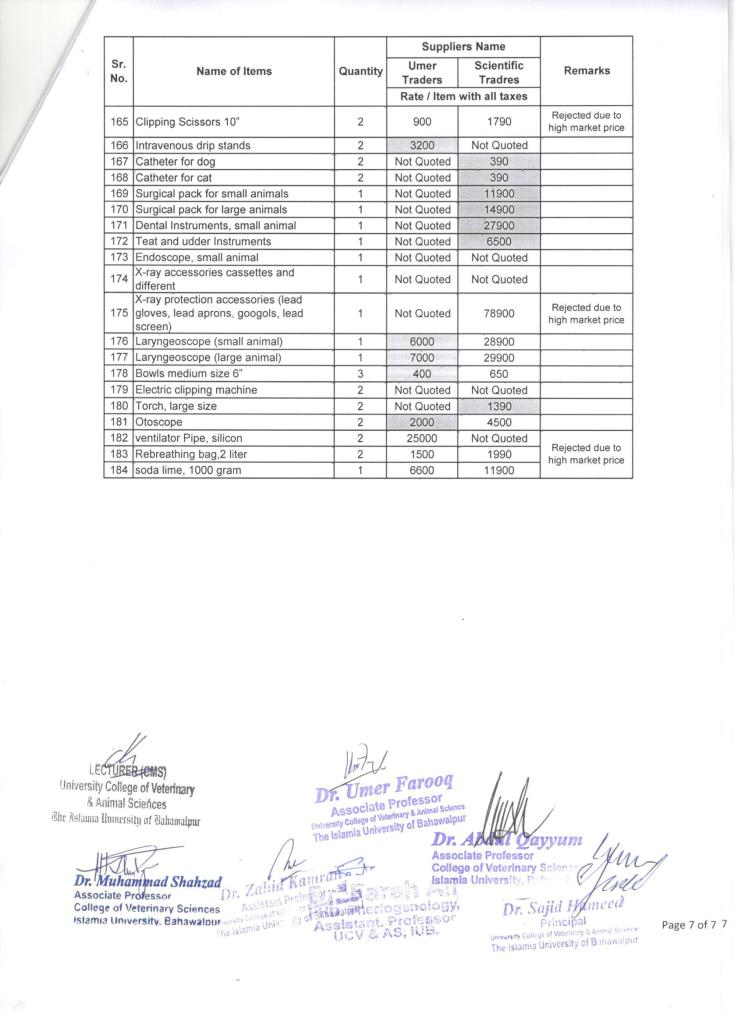 Sr. No. | Name of Items | Quantity | Suppliers Name | Remarks
Umer Traders | Scientific Tradres
Rate / Item with all taxes
165 | Clipping Scissors 10" | 2 | 900 | 1790 | Rejected due to high market price
166 | Intravenous drip stands | 2 | 3200 | Not Quoted
167 | Catheter for dog | 2 | Not Quoted | 390
168 | Catheter for cat | 2 | Not Quoted | 390
169 | Surgical pack for small animals | 1 | Not Quoted | 11900
170 | Surgical pack for large animals | 1 | Not Quoted | 14900
171 | Dental Instruments, small animal | 1 | Not Quoted | 27900
172 | Teat and udder Instruments | 1 | Not Quoted | 6500
173 | Endoscope, small animal | 1 | Not Quoted | Not Quoted
174 | X-ray accessories cassettes and different | 1 | Not Quoted | Not Quoted
175 | X-ray protection accessories (lead gloves, lead aprons, googols, lead screen) | 1 | Not Quoted | 78900 | Rejected due to high market price
176 | Laryngeoscope (small animal) | 1 | 6000 | 28900
177 | Laryngeoscope (large animal) | 1 | 7000 | 29900
178 | Bowls medium size 6" | 3 | 400 | 650
179 | Electric clipping machine | 2 | Not Quoted | Not Quoted
180 | Torch, large size | 2 | Not Quoted | 1390
181 | Otoscope | 2 | 2000 | 4500
182 | ventilator Pipe, silicon | 2 | 25000 | Not Quoted | Rejected due to high market price
183 | Rebreathing bag,2 liter | 2 | 1500 | 1990
184 | soda lime, 1000 gram | 1 | 6600 | 11900
LECTURER (CMS)
University College of Veterinary
& Animal Sciences
The Islamia University of Bahawalpur
Dr. Umer Farooq
Associate Professor
University College of Veterinary & Animal Science
The Islamia University of Bahawalpur
Dr. Abdul Qayyum
Associate Professor
College of Veterinary Scien
Islamia University,
Dr. Muhammad Shahzad
Associate Professor
College of Veterinary Sciences
Islamia University, Bahawalpur
Dr. Zahid Kamran
Assistant
The Islamia
Assistant Professor
UCV & AS, IUB.
Dr. Sajid Hameed
Principal
University College of Veterinary & Animal Science
The Islamia University of Bahawalpur
Page 7 of 7 7